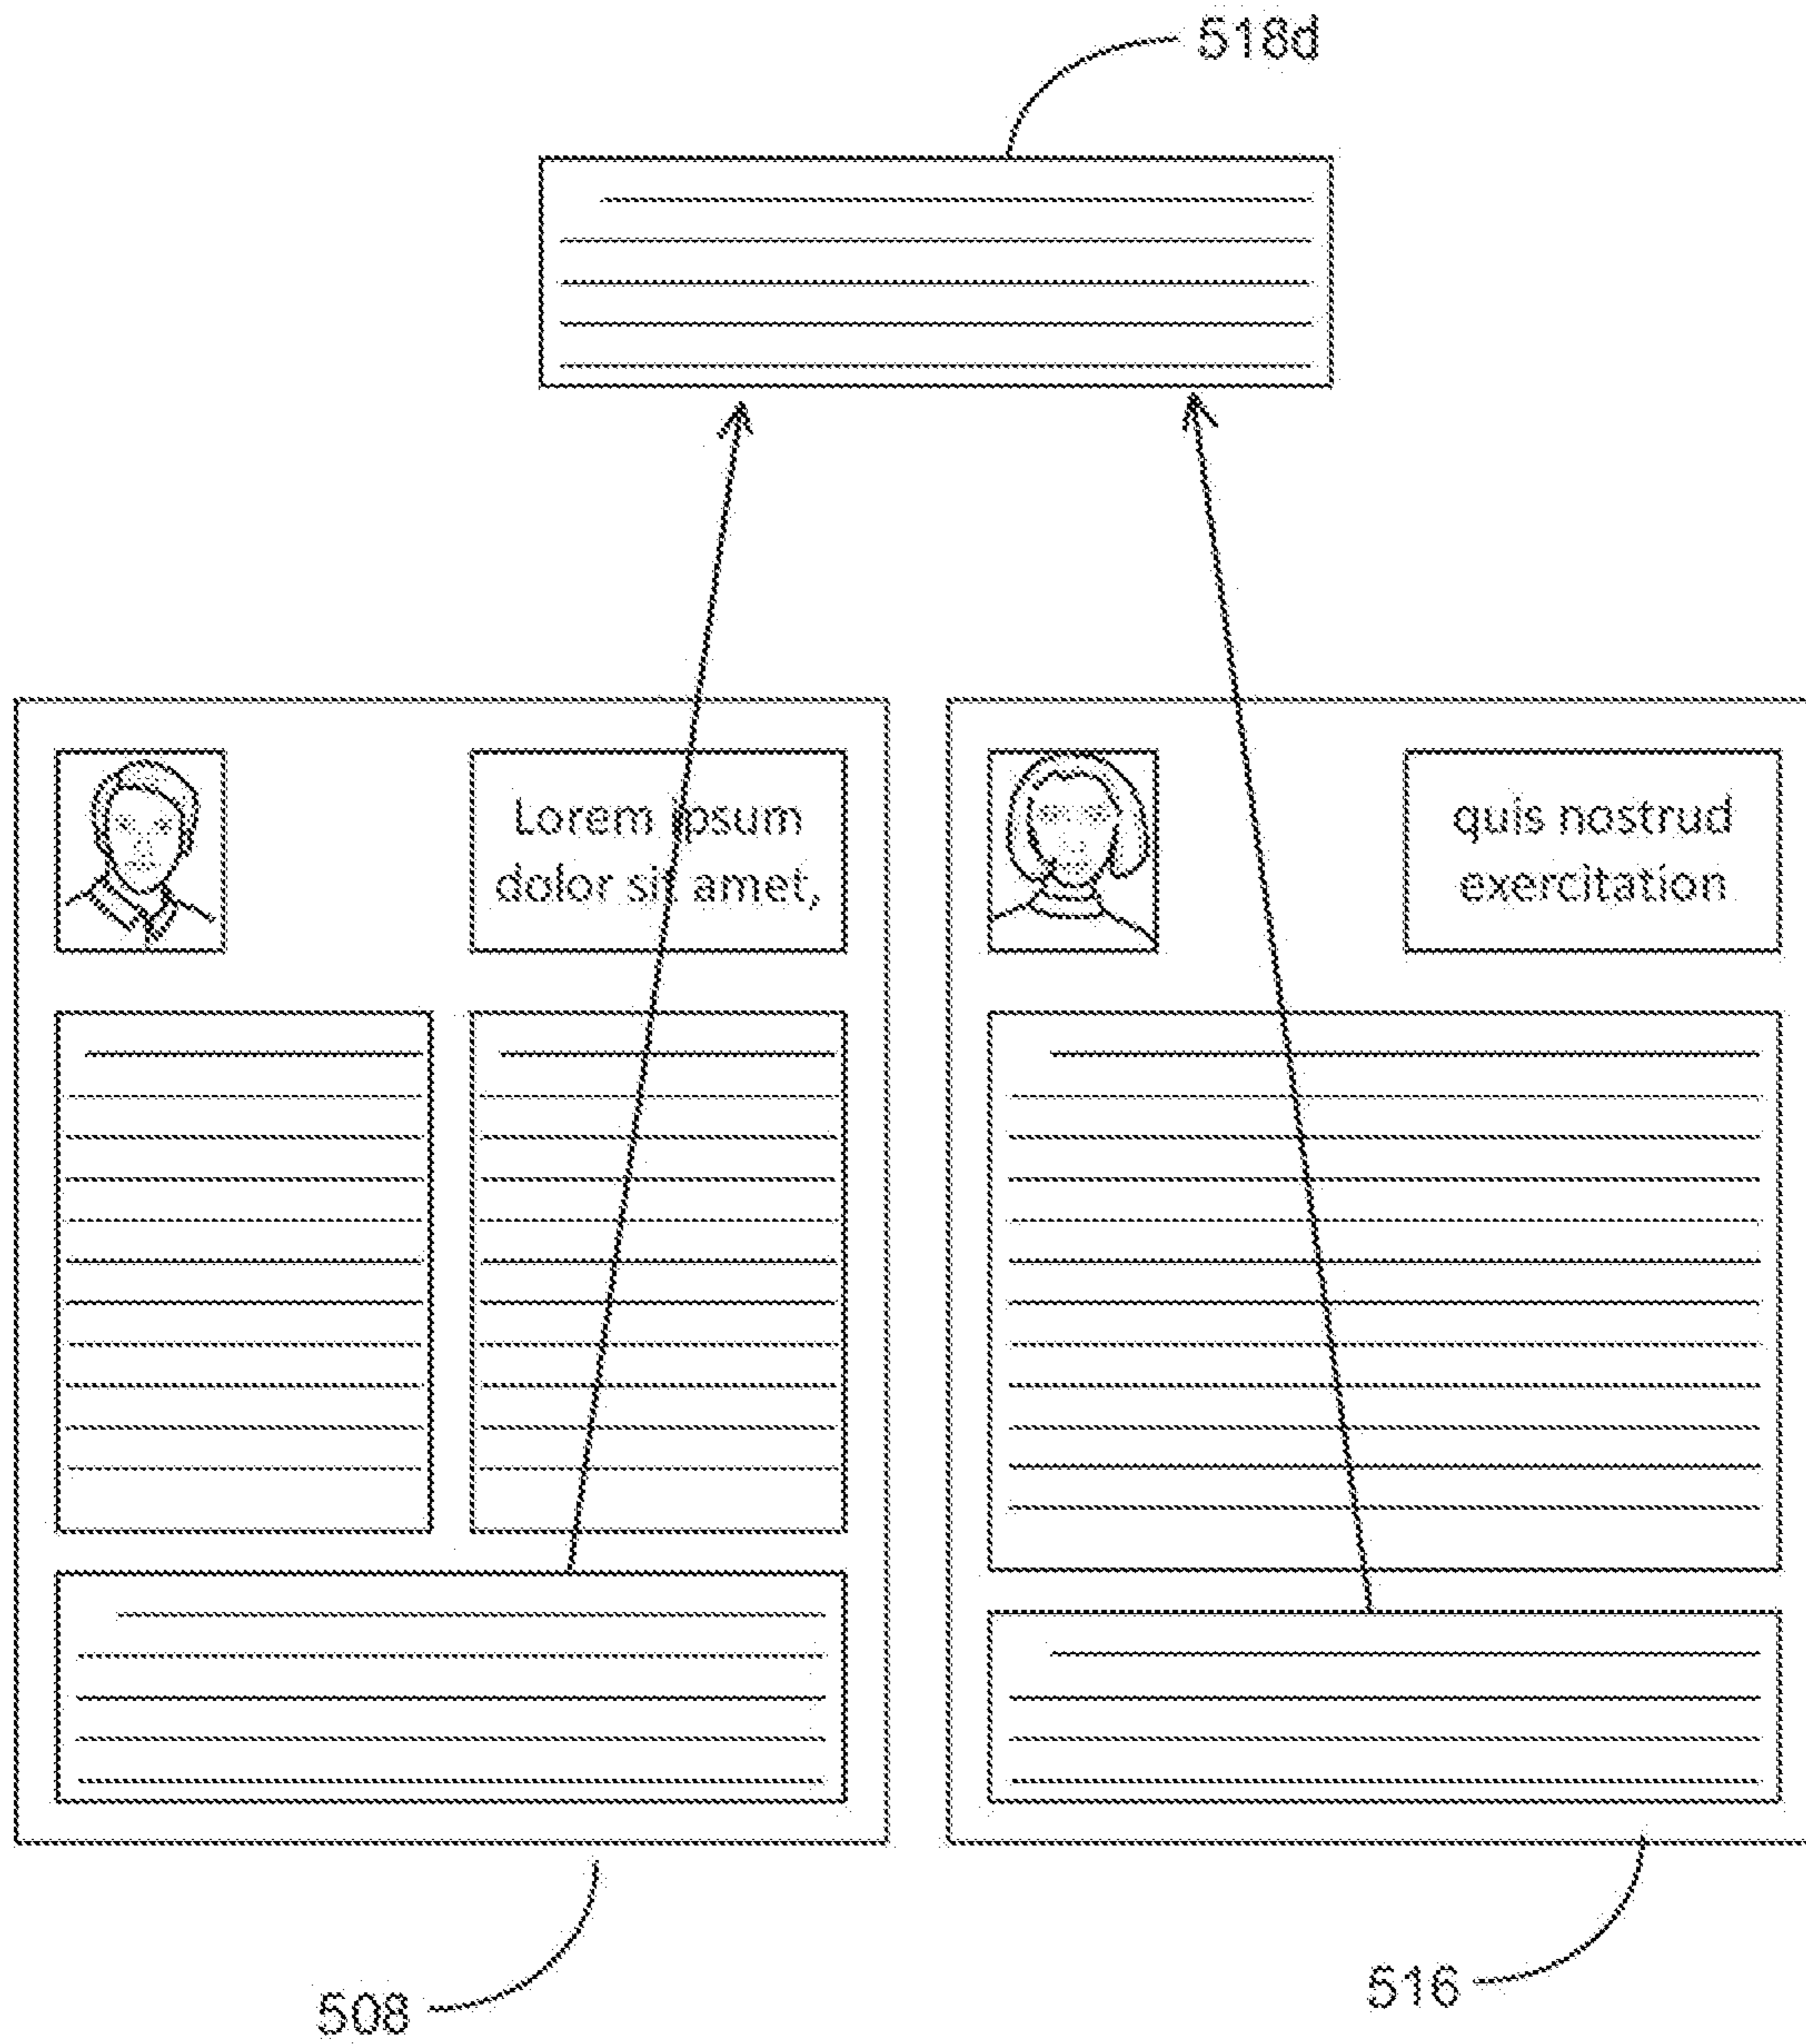 518d
Lorem ipsum
dolor sit amet,
quis nostrud
exercitation
508
516